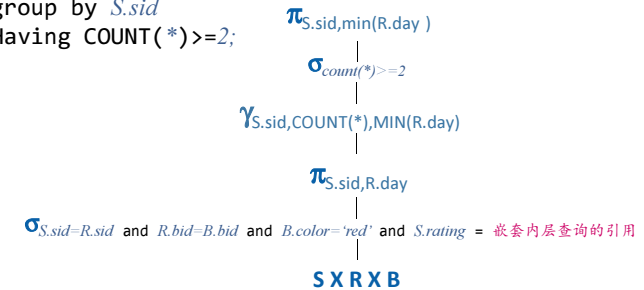 group by S.sid
Having COUNT(*)>=2;
πS.sid,min(R.day )
σcount(*)>=2
γS.sid,COUNT(*),MIN(R.day)
πS.sid,R.day
σS.sid=R.sid and R.bid=B.bid and B.color=‘red’ and S.rating = 嵌套内层查询的引用
S X R X B